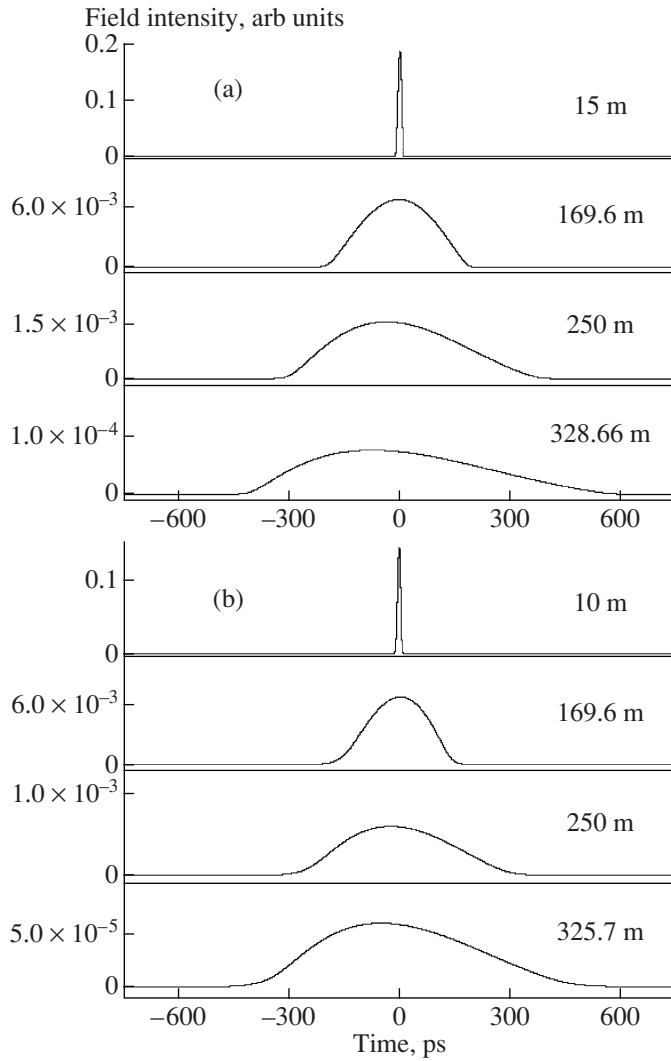 Field intensity, arb units
0.2
(a)
0.1
15 m
0
6.0 × 10⁻³
169.6 m
0
1.5 × 10⁻³
250 m
0
1.0 × 10⁻⁴
328.66 m
0
−600 −300 0 300 600
0.1
(b)
10 m
0
6.0 × 10⁻³
169.6 m
0
1.0 × 10⁻³
250 m
0
5.0 × 10⁻⁵
325.7 m
0
−600 −300 0 300 600
Time, ps